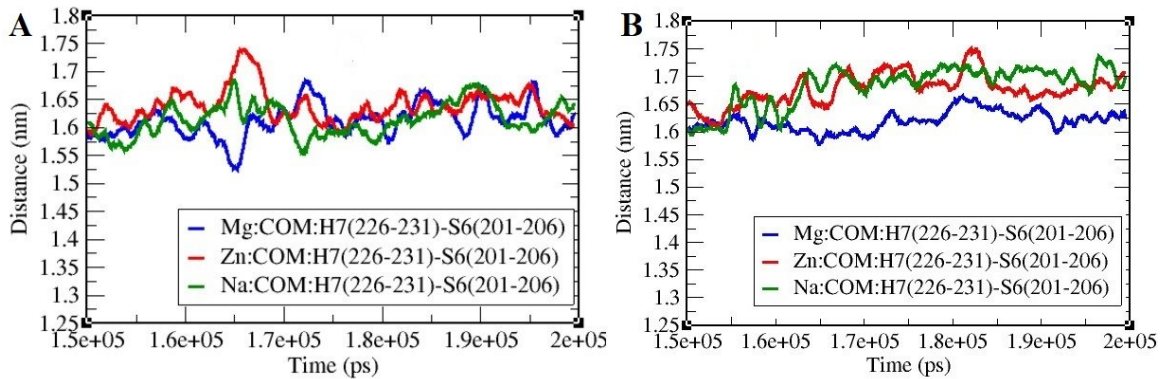 A
1.8
1.75
1.7
1.65
1.6
1.55
1.5
1.45
1.4
1.35
1.3
1.25
Distance (nm)
Mg:COM:H7(226-231)-S6(201-206)
Zn:COM:H7(226-231)-S6(201-206)
Na:COM:H7(226-231)-S6(201-206)
1.5e+05 1.6e+05 1.7e+05 1.8e+05 1.9e+05 2e+05
Time (ps)
B
1.8
1.75
1.7
1.65
1.6
1.55
1.5
1.45
1.4
1.35
1.3
1.25
Distance (nm)
Mg:COM:H7(226-231)-S6(201-206)
Zn:COM:H7(226-231)-S6(201-206)
Na:COM:H7(226-231)-S6(201-206)
1.5e+05 1.6e+05 1.7e+05 1.8e+05 1.9e+05 2e+05
Time (ps)